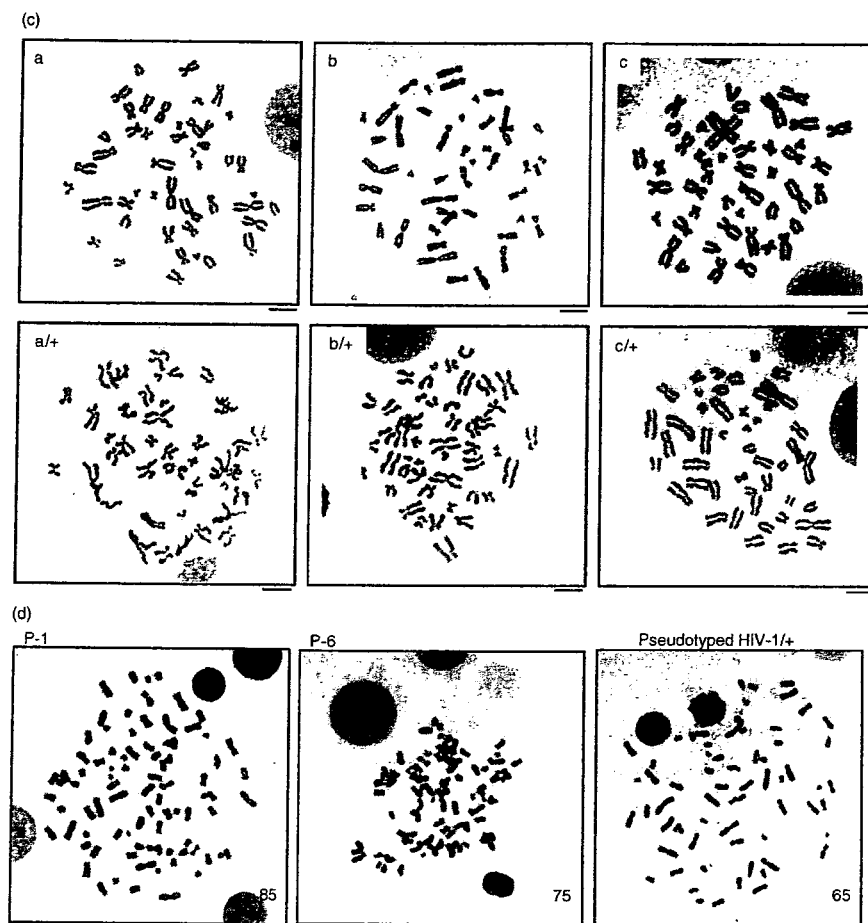 (c)
a
b
c
a/+
b/+
c/+
(d)
P-1
P-6
Pseudotyped HIV-1/+
85
75
65